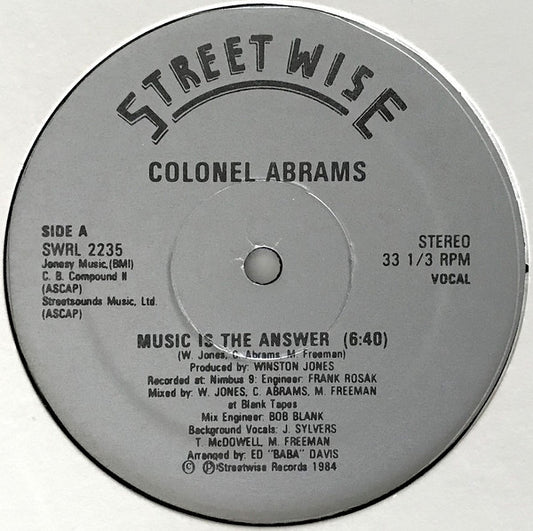 STREETWISE
COLONEL ABRAMS
SIDE A
SWRL 2235
Jonesy Music,(BMI)
C. B. Compound II
(ASCAP)
Streetsounds Music, Ltd.
(ASCAP)
STEREO
33 1/3 RPM
VOCAL
MUSIC IS THE ANSWER (6:40)
(W. Jones, C. Abrams, M. Freeman)
Produced by: WINSTON JONES
Recorded at: Nimbus 9: Engineer: FRANK ROSAK
Mixed by: W. JONES, C. ABRAMS, M. FREEMAN
at Blank Tapes
Mix Engineer: BOB BLANK
Background Vocals: J. SYLVERS
T. McDOWELL, M. FREEMAN
Arranged by: ED "BABA" DAVIS
© ℗ Streetwise Records 1984